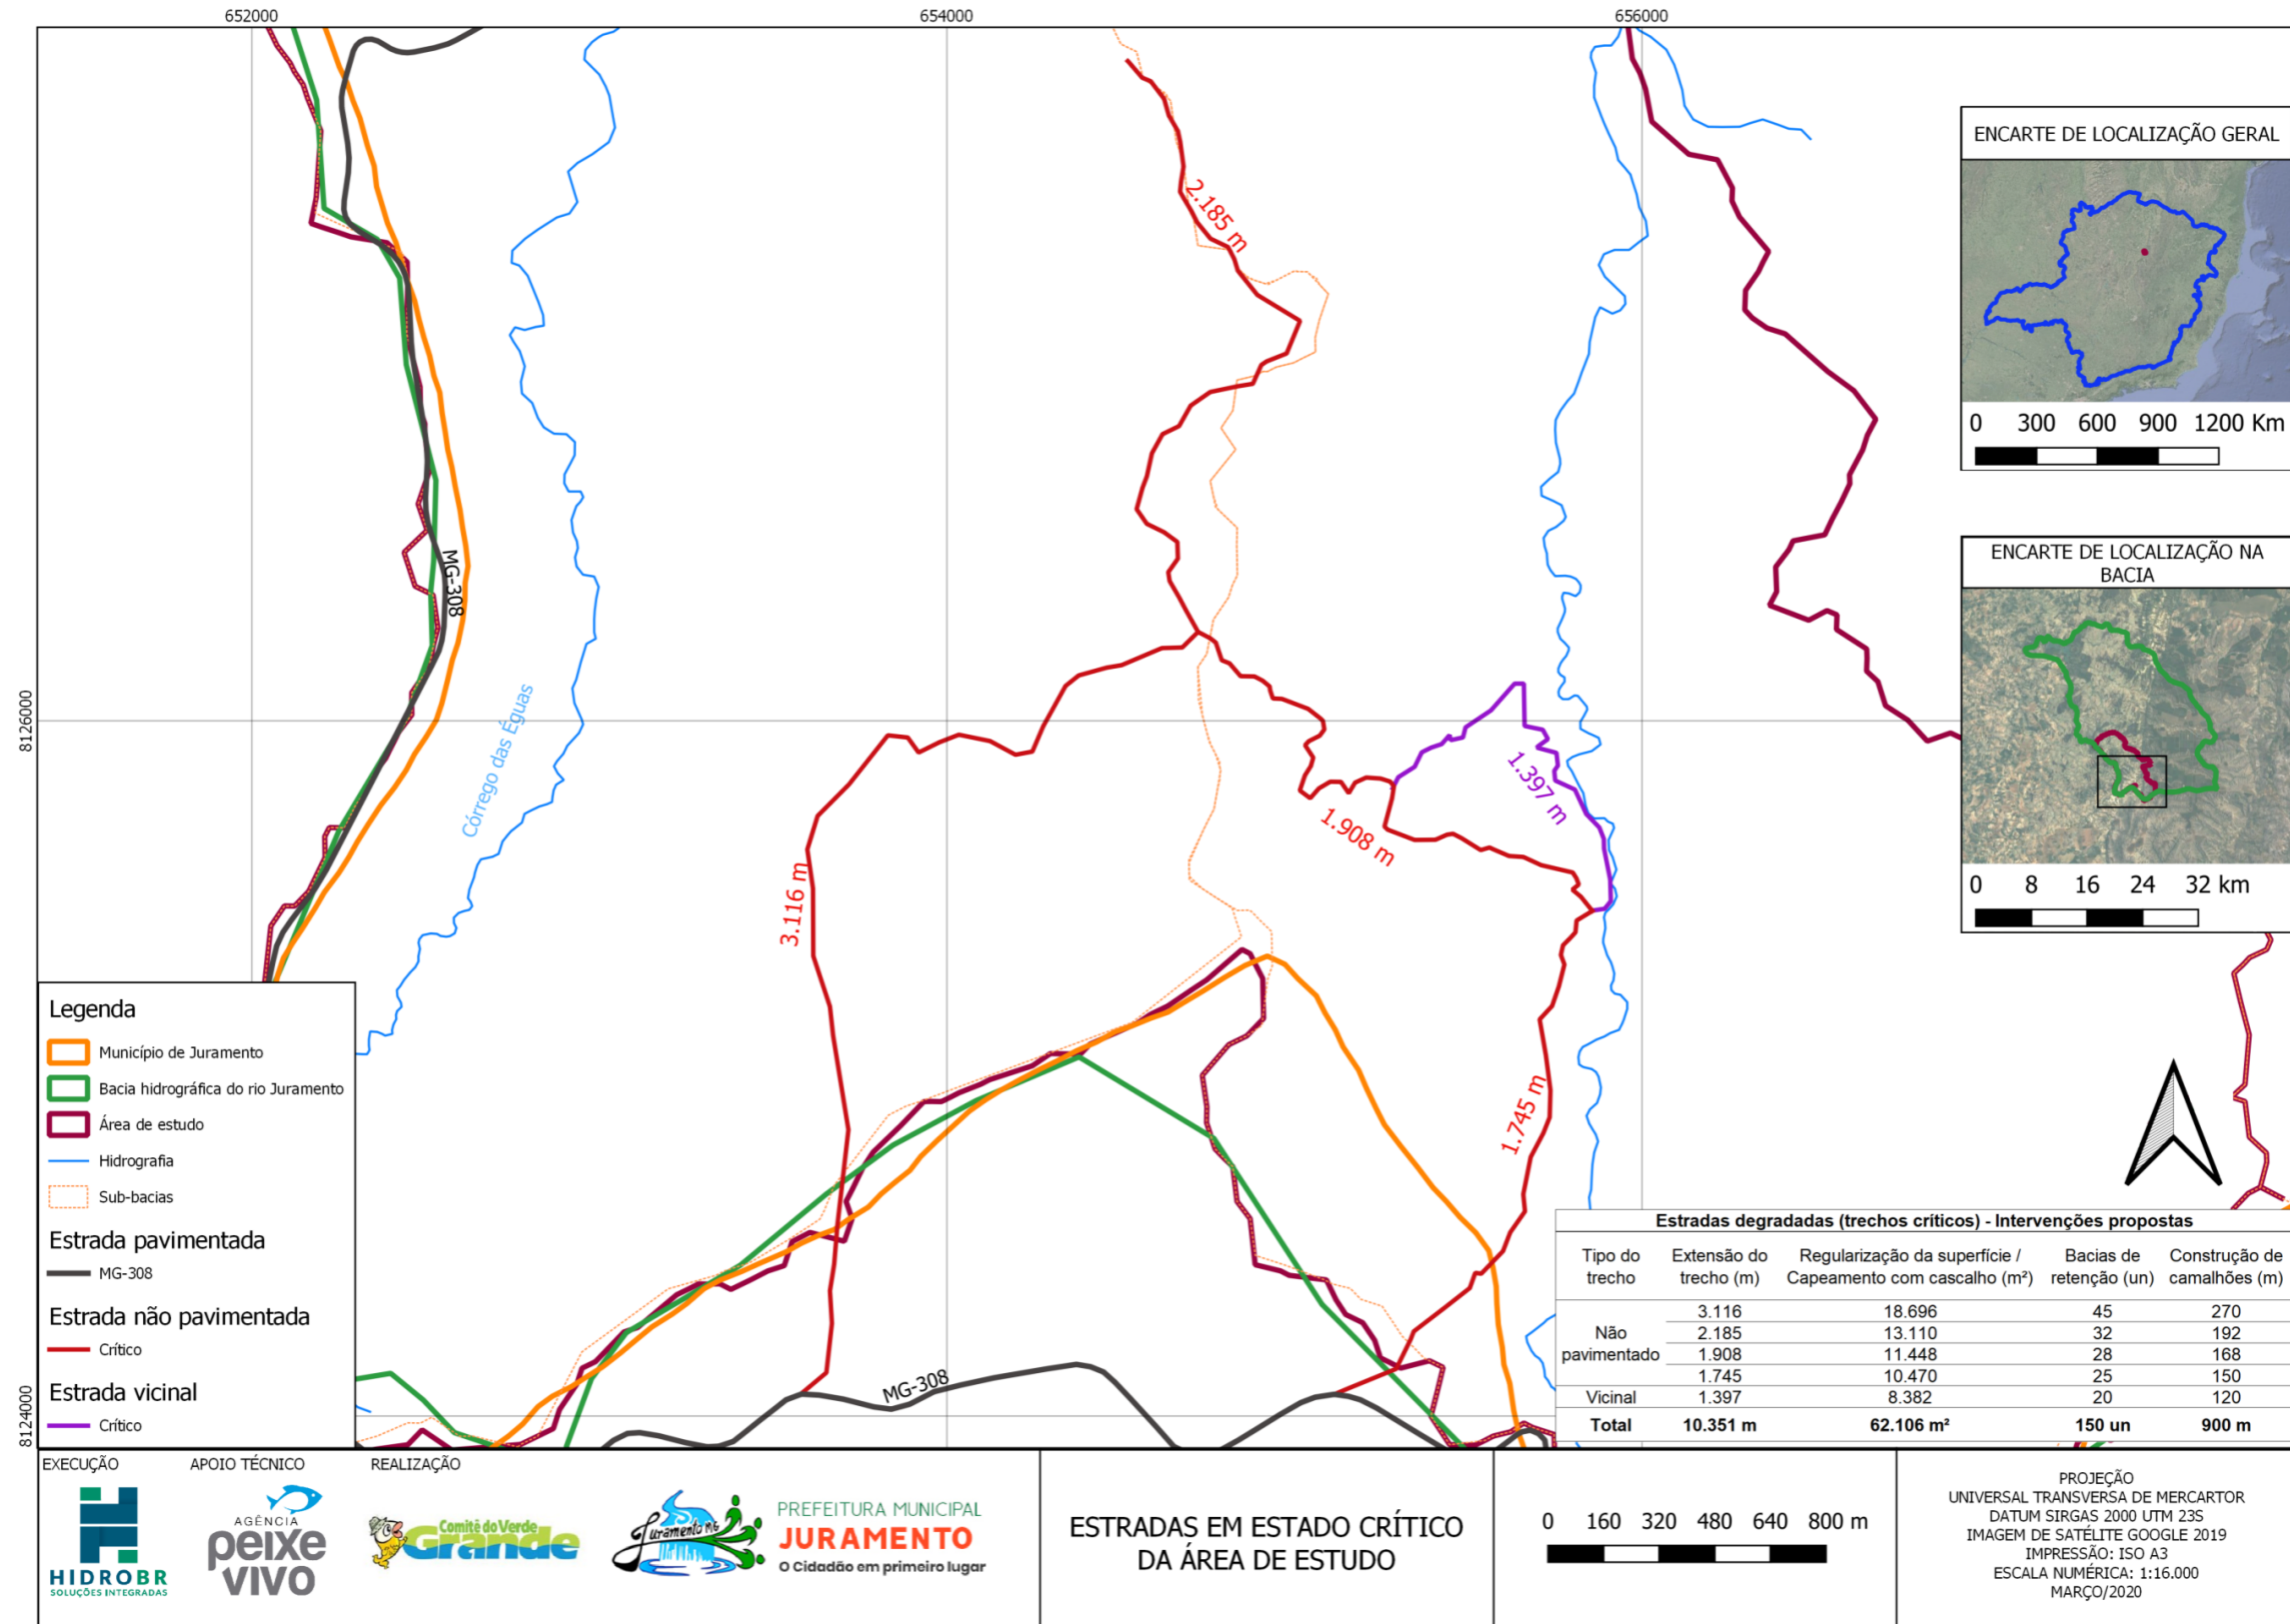 652000
654000
656000
8126000
8124000
2.185 m
MG-308
Córrego das Éguas
3.116 m
1.908 m
1.397 m
1.745 m
MG-308
ENCARTE DE LOCALIZAÇÃO GERAL
0 300 600 900 1200 Km
ENCARTE DE LOCALIZAÇÃO NA
BACIA
0 8 16 24 32 km
Legenda
Município de Juramento
Bacia hidrográfica do rio Juramento
Área de estudo
Hidrografia
Sub-bacias
Estrada pavimentada
MG-308
Estrada não pavimentada
Crítico
Estrada vicinal
Crítico
Estradas degradadas (trechos críticos) - Intervenções propostas
Tipo do trecho Extensão do trecho (m) Regularização da superfície / Capeamento com cascalho (m²) Bacias de retenção (un) Construção de camalhões (m)
Não pavimentado
3.116 18.696 45 270
2.185 13.110 32 192
1.908 11.448 28 168
1.745 10.470 25 150
Vicinal 1.397 8.382 20 120
Total 10.351 m 62.106 m² 150 un 900 m
EXECUÇÃO
HIDROBR
SOLUÇÕES INTEGRADAS
APOIO TÉCNICO
AGÊNCIA
peixe
vivo
REALIZAÇÃO
Comitê do Verde
Grande
Juramento MG
PREFEITURA MUNICIPAL
JURAMENTO
O Cidadão em primeiro lugar
ESTRADAS EM ESTADO CRÍTICO
DA ÁREA DE ESTUDO
0 160 320 480 640 800 m
PROJEÇÃO
UNIVERSAL TRANSVERSA DE MERCARTOR
DATUM SIRGAS 2000 UTM 23S
IMAGEM DE SATÉLITE GOOGLE 2019
IMPRESSÃO: ISO A3
ESCALA NUMÉRICA: 1:16.000
MARÇO/2020